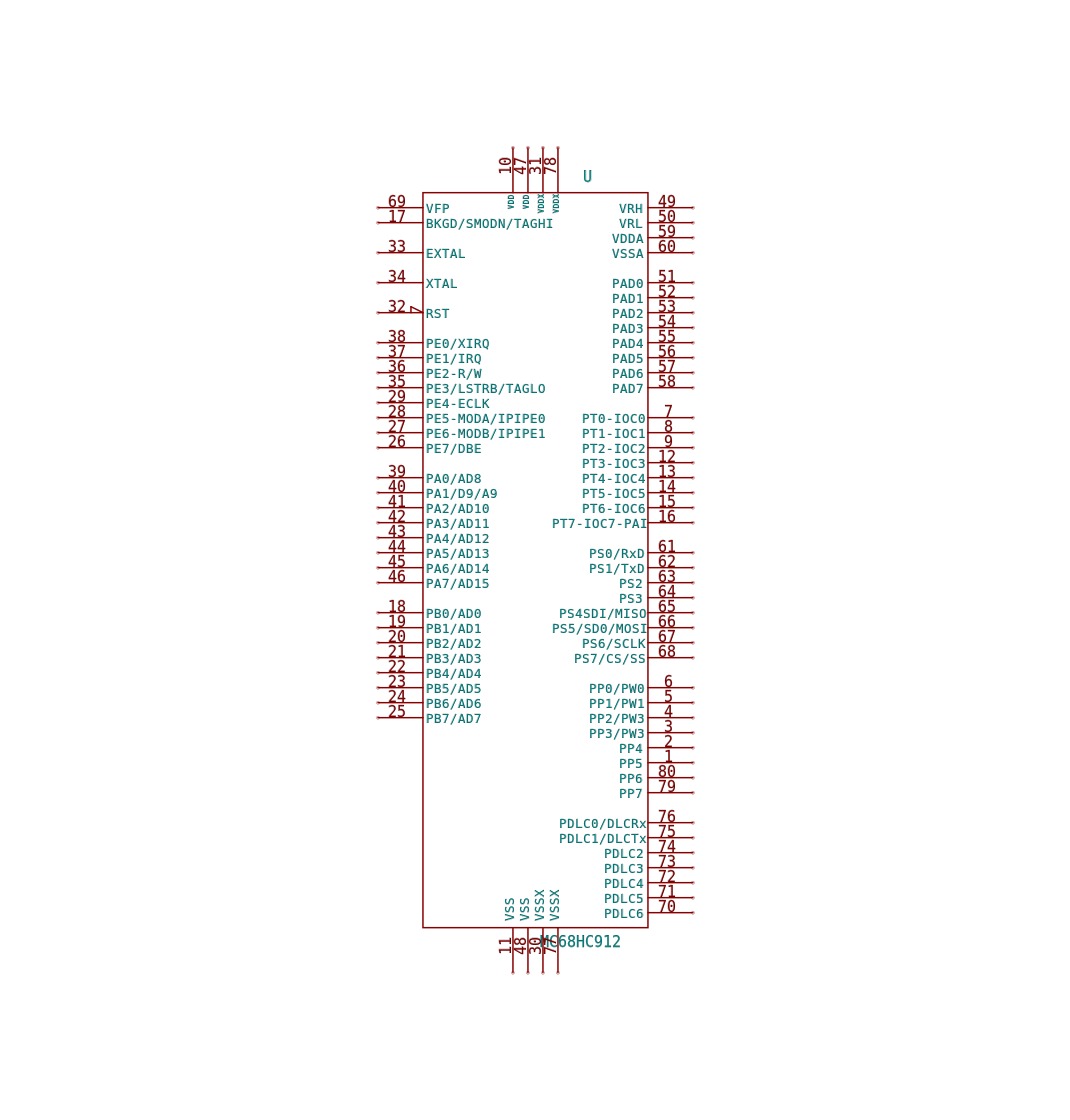 10 47 31 78
U
VDD VDD VDDX VDDX
69 VFP VRH 49
17 BKGD/SMODN/TAGHI VRL 50
VDDA 59
33 EXTAL VSSA 60
34 XTAL PAD0 51
PAD1 52
32 RST PAD2 53
PAD3 54
38 PE0/XIRQ PAD4 55
37 PE1/IRQ PAD5 56
36 PE2-R/W PAD6 57
35 PE3/LSTRB/TAGLO PAD7 58
29 PE4-ECLK
28 PE5-MODA/IPIPE0 PT0-IOC0 7
27 PE6-MODB/IPIPE1 PT1-IOC1 8
26 PE7/DBE PT2-IOC2 9
PT3-IOC3 12
39 PA0/AD8 PT4-IOC4 13
40 PA1/D9/A9 PT5-IOC5 14
41 PA2/AD10 PT6-IOC6 15
42 PA3/AD11 PT7-IOC7-PAI 16
43 PA4/AD12
44 PA5/AD13 PS0/RxD 61
45 PA6/AD14 PS1/TxD 62
46 PA7/AD15 PS2 63
PS3 64
18 PB0/AD0 PS4SDI/MISO 65
19 PB1/AD1 PS5/SD0/MOSI 66
20 PB2/AD2 PS6/SCLK 67
21 PB3/AD3 PS7/CS/SS 68
22 PB4/AD4
23 PB5/AD5 PP0/PW0 6
24 PB6/AD6 PP1/PW1 5
25 PB7/AD7 PP2/PW3 4
PP3/PW3 3
PP4 2
PP5 1
PP6 80
PP7 79
PDLC0/DLCRx 76
PDLC1/DLCTx 75
PDLC2 74
PDLC3 73
PDLC4 72
PDLC5 71
PDLC6 70
VSS VSS VSSX VSSX
11 48 30 77
MC68HC912